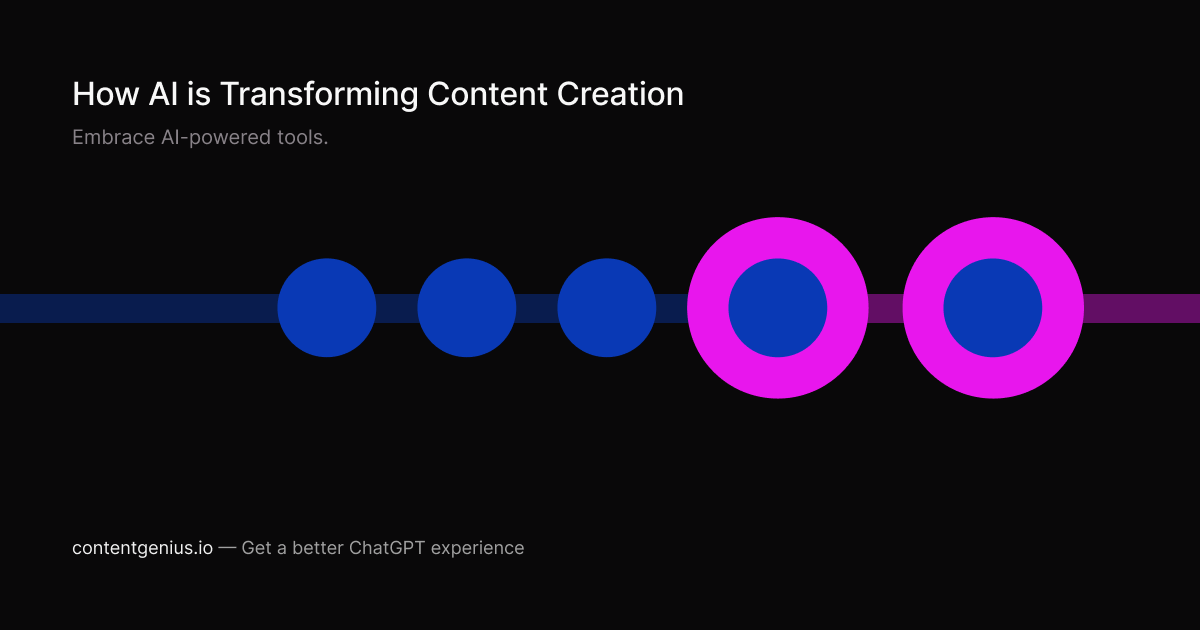 How AI is Transforming Content Creation
Embrace AI-powered tools.
contentgenius.io — Get a better ChatGPT experience